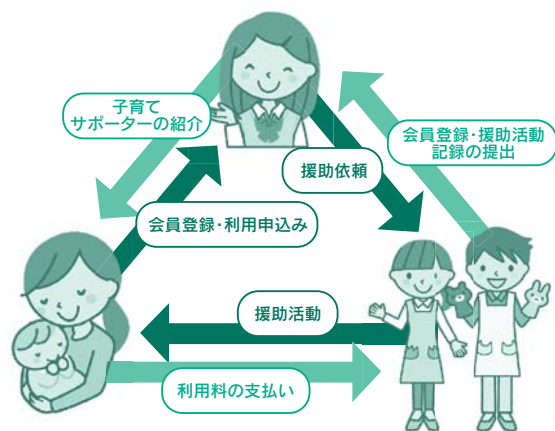 子育て
サポーターの紹介
会員登録・援助活動
記録の提出
援助依頼
会員登録・利用申込み
援助活動
利用料の支払い